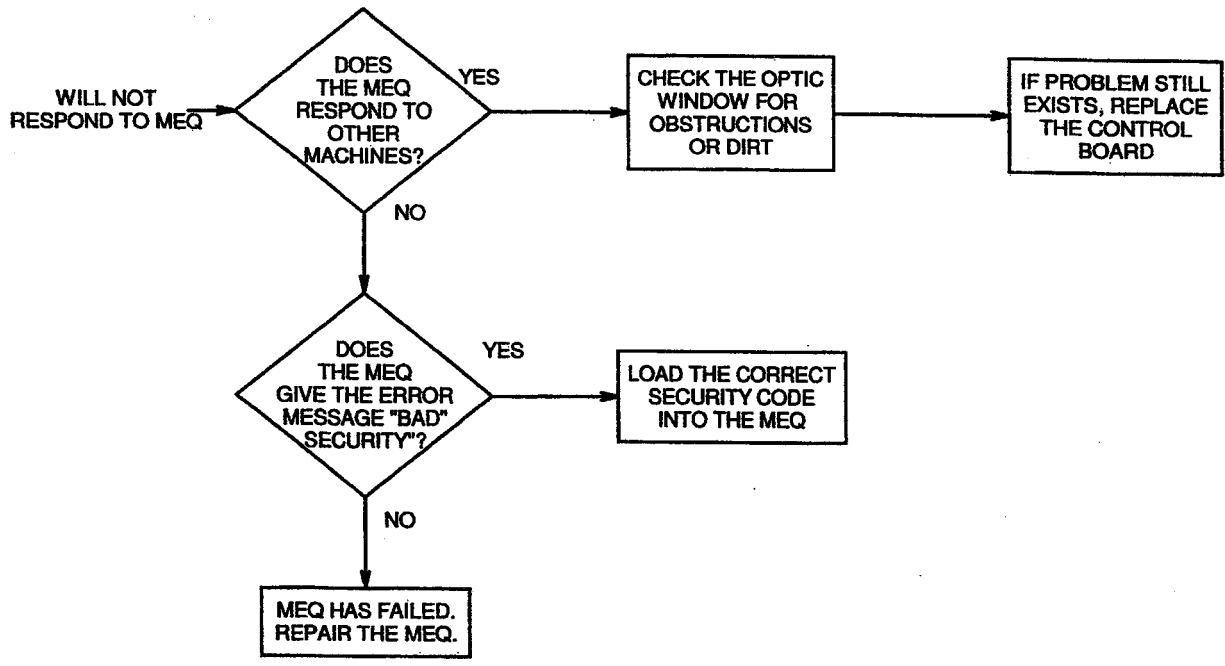 WILL NOT
RESPOND TO MEQ
DOES
THE MEQ
RESPOND TO
OTHER
MACHINES?
YES
CHECK THE OPTIC
WINDOW FOR
OBSTRUCTIONS
OR DIRT
IF PROBLEM STILL
EXISTS, REPLACE
THE CONTROL
BOARD
NO
DOES
THE MEQ
GIVE THE ERROR
MESSAGE "BAD"
SECURITY"?
YES
LOAD THE CORRECT
SECURITY CODE
INTO THE MEQ
NO
MEQ HAS FAILED.
REPAIR THE MEQ.